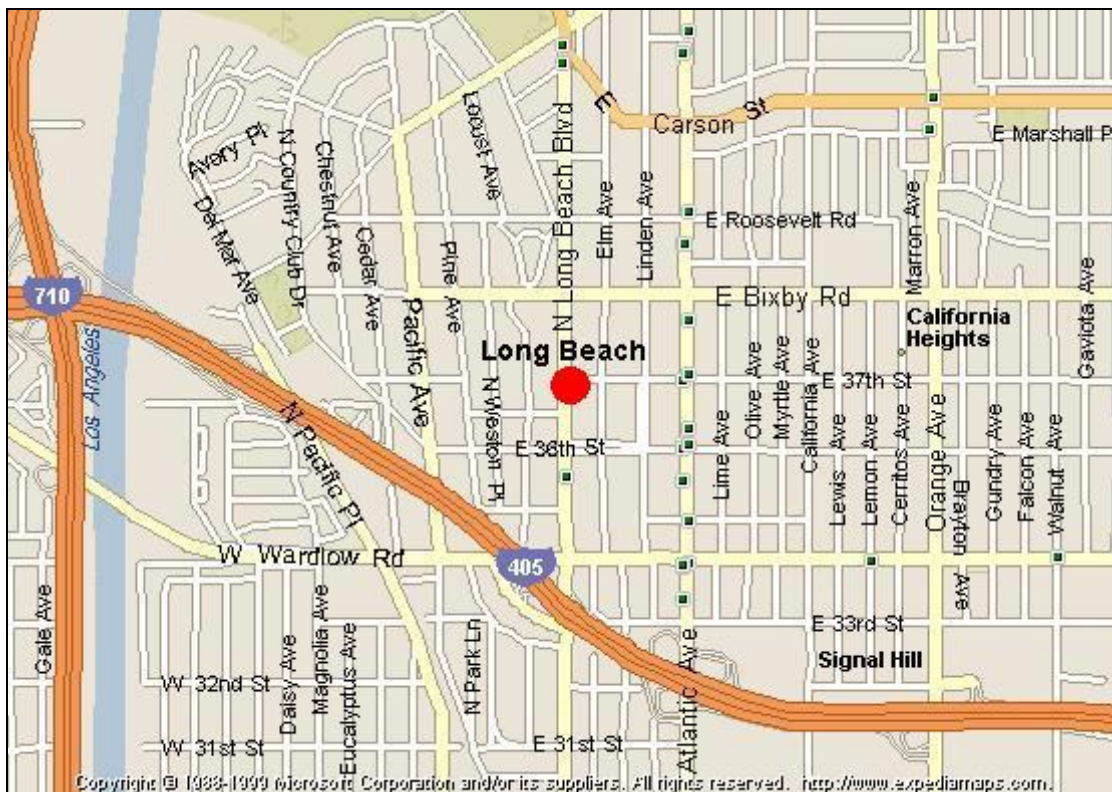 E Carson St
E Marshall P
Locust Ave
N Long Beach Blvd
Avery Pl
N Country Club Dr
Chestnut Ave
Del Mar Ave
Cedar Ave
Pine Ave
Elm Ave
Linden Ave
E Roosevelt Rd
Marron Ave
Gaviota Ave
710
Pacific Ave
E Bixby Rd
California
Heights
Los Angeles
Long Beach
N Weston Pl
Olive Ave
Myrtle Ave
California Ave
E 37th St
N Pacific Pl
E 36th St
Lime Ave
Lewis Ave
Lemon Ave
Cerritos Ave
Orange Ave
Brayton Ave
Gundry Ave
Falcon Ave
Walnut Ave
W Wardlow Rd
405
Gale Ave
Daisy Ave
Magnolia Ave
Eucalyptus Ave
N Park Ln
E 33rd St
Signal Hill
W 32nd St
Atlantic Ave
W 31st St
E 31st St
Copyright © 1988-1999 Microsoft Corporation and/or its suppliers. All rights reserved. http://www.expediamaps.com.